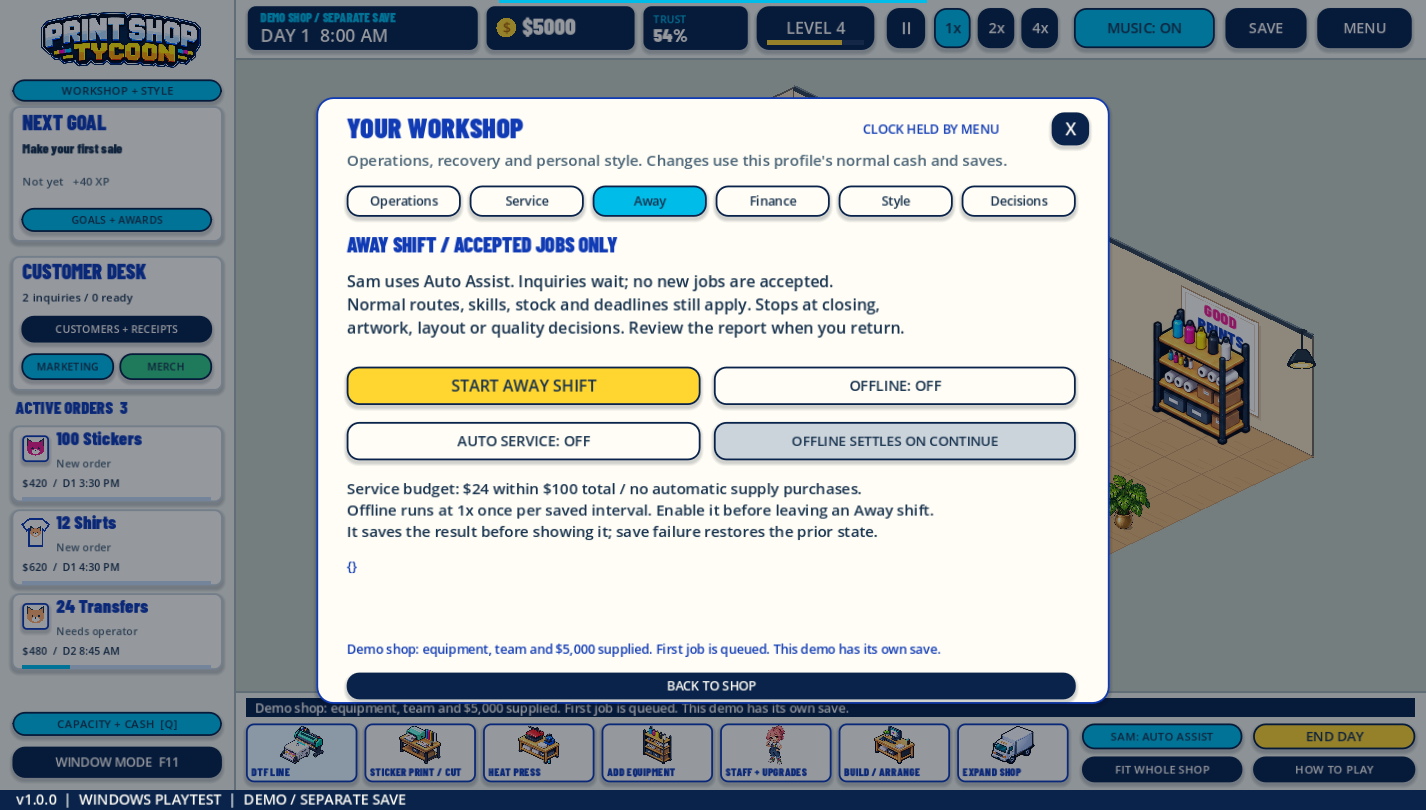 PRINT SHOP
TYCOON
DEMO SHOP / SEPARATE SAVE
DAY 1 8:00 AM
$ $5000
TRUST
54%
LEVEL 4
II
1x
2x
4x
MUSIC: ON
SAVE
MENU
WORKSHOP + STYLE
NEXT GOAL
Make your first sale
Not yet +40 XP
GOALS + AWARDS
CUSTOMER DESK
2 inquiries / 0 ready
CUSTOMERS + RECEIPTS
MARKETING
MERCH
ACTIVE ORDERS 3
100 Stickers
New order
$420 / D1 3:30 PM
12 Shirts
New order
$620 / D1 4:30 PM
24 Transfers
Needs operator
$480 / D2 8:45 AM
CAPACITY + CASH [Q]
WINDOW MODE F11
YOUR WORKSHOP
CLOCK HELD BY MENU
X
Operations, recovery and personal style. Changes use this profile's normal cash and saves.
Operations
Service
Away
Finance
Style
Decisions
AWAY SHIFT / ACCEPTED JOBS ONLY
Sam uses Auto Assist. Inquiries wait; no new jobs are accepted.
Normal routes, skills, stock and deadlines still apply. Stops at closing,
artwork, layout or quality decisions. Review the report when you return.
START AWAY SHIFT
OFFLINE: OFF
AUTO SERVICE: OFF
OFFLINE SETTLES ON CONTINUE
Service budget: $24 within $100 total / no automatic supply purchases.
Offline runs at 1x once per saved interval. Enable it before leaving an Away shift.
It saves the result before showing it; save failure restores the prior state.
{}
Demo shop: equipment, team and $5,000 supplied. First job is queued. This demo has its own save.
BACK TO SHOP
GOOD
PRINTS
Demo shop: equipment, team and $5,000 supplied. First job is queued. This demo has its own save.
DTF LINE
STICKER PRINT / CUT
HEAT PRESS
ADD EQUIPMENT
STAFF + UPGRADES
BUILD / ARRANGE
EXPAND SHOP
SAM: AUTO ASSIST
END DAY
FIT WHOLE SHOP
HOW TO PLAY
v1.0.0 | WINDOWS PLAYTEST | DEMO / SEPARATE SAVE